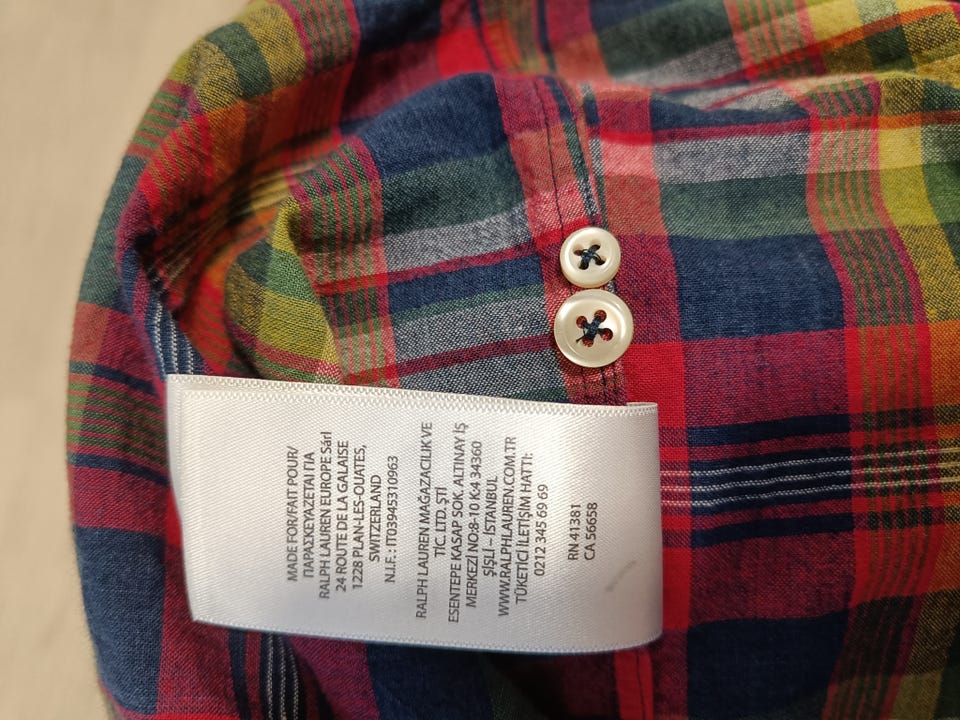 MADE FOR/FAIT POUR/
ΠΑΡΑΣΚΕΥΑΖΕΤΑΙ ΓΙΑ
RALPH LAUREN EUROPE Sárl
24 ROUTE DE LA GALAISE
1228 PLAN-LES-OUATES,
SWITZERLAND
N.I.F.: IT03945310963
RALPH LAUREN MAĞAZACILIK VE
TİC. LTD. ŞTİ
ESENTEPE KASAP SOK. ALTINAY İŞ
MERKEZİ NO:8-10 K:4 34360
ŞİŞLİ – İSTANBUL
WWW.RALPHLAUREN.COM.TR
TÜKETİCİ İLETİŞİM HATTI:
0212 345 69 69
RN 41381
CA 56658